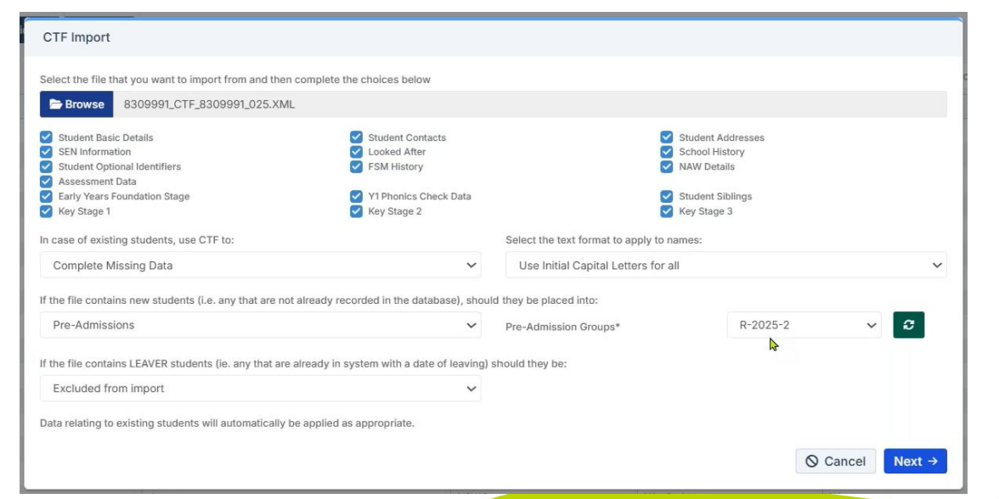 CTF Import
Select the file that you want to import from and then complete the choices below
Browse 8309991_CTF_8309991_025.XML
Student Basic Details Student Contacts Student Addresses
SEN Information Looked After School History
Student Optional Identifiers FSM History NAW Details
Assessment Data
Early Years Foundation Stage Y1 Phonics Check Data Student Siblings
Key Stage 1 Key Stage 2 Key Stage 3
In case of existing students, use CTF to: Select the text format to apply to names:
Complete Missing Data Use Initial Capital Letters for all
If the file contains new students (i.e. any that are not already recorded in the database), should they be placed into:
Pre-Admissions Pre-Admission Groups* R-2025-2
If the file contains LEAVER students (ie. any that are already in system with a date of leaving) should they be:
Excluded from import
Data relating to existing students will automatically be applied as appropriate.
Cancel Next →